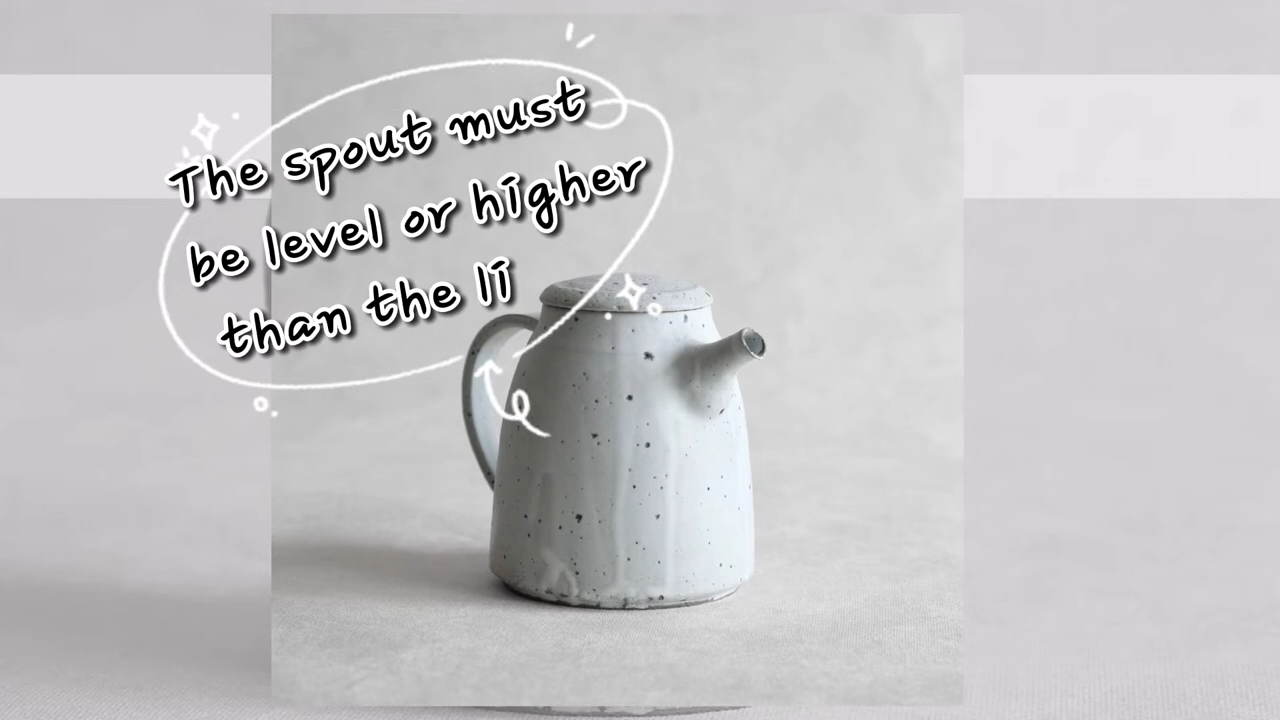 The spout must
be level or higher
than the li